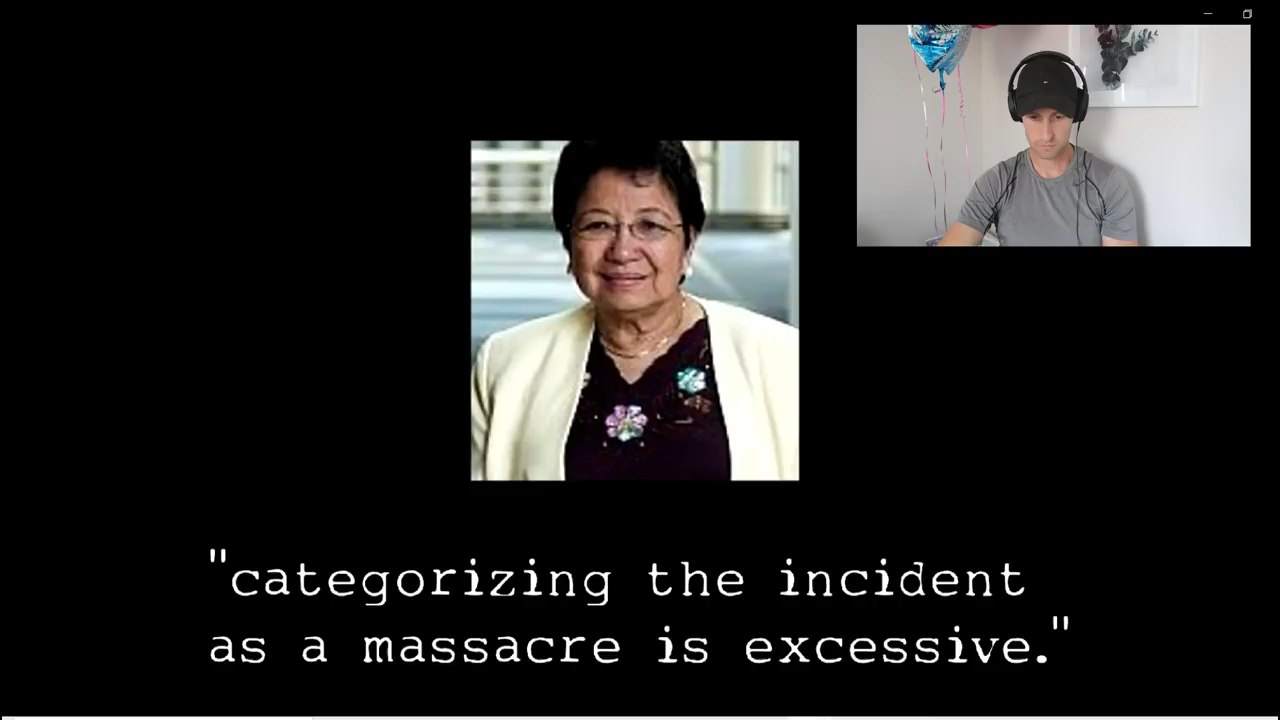 "categorizing the incident
as a massacre is excessive."